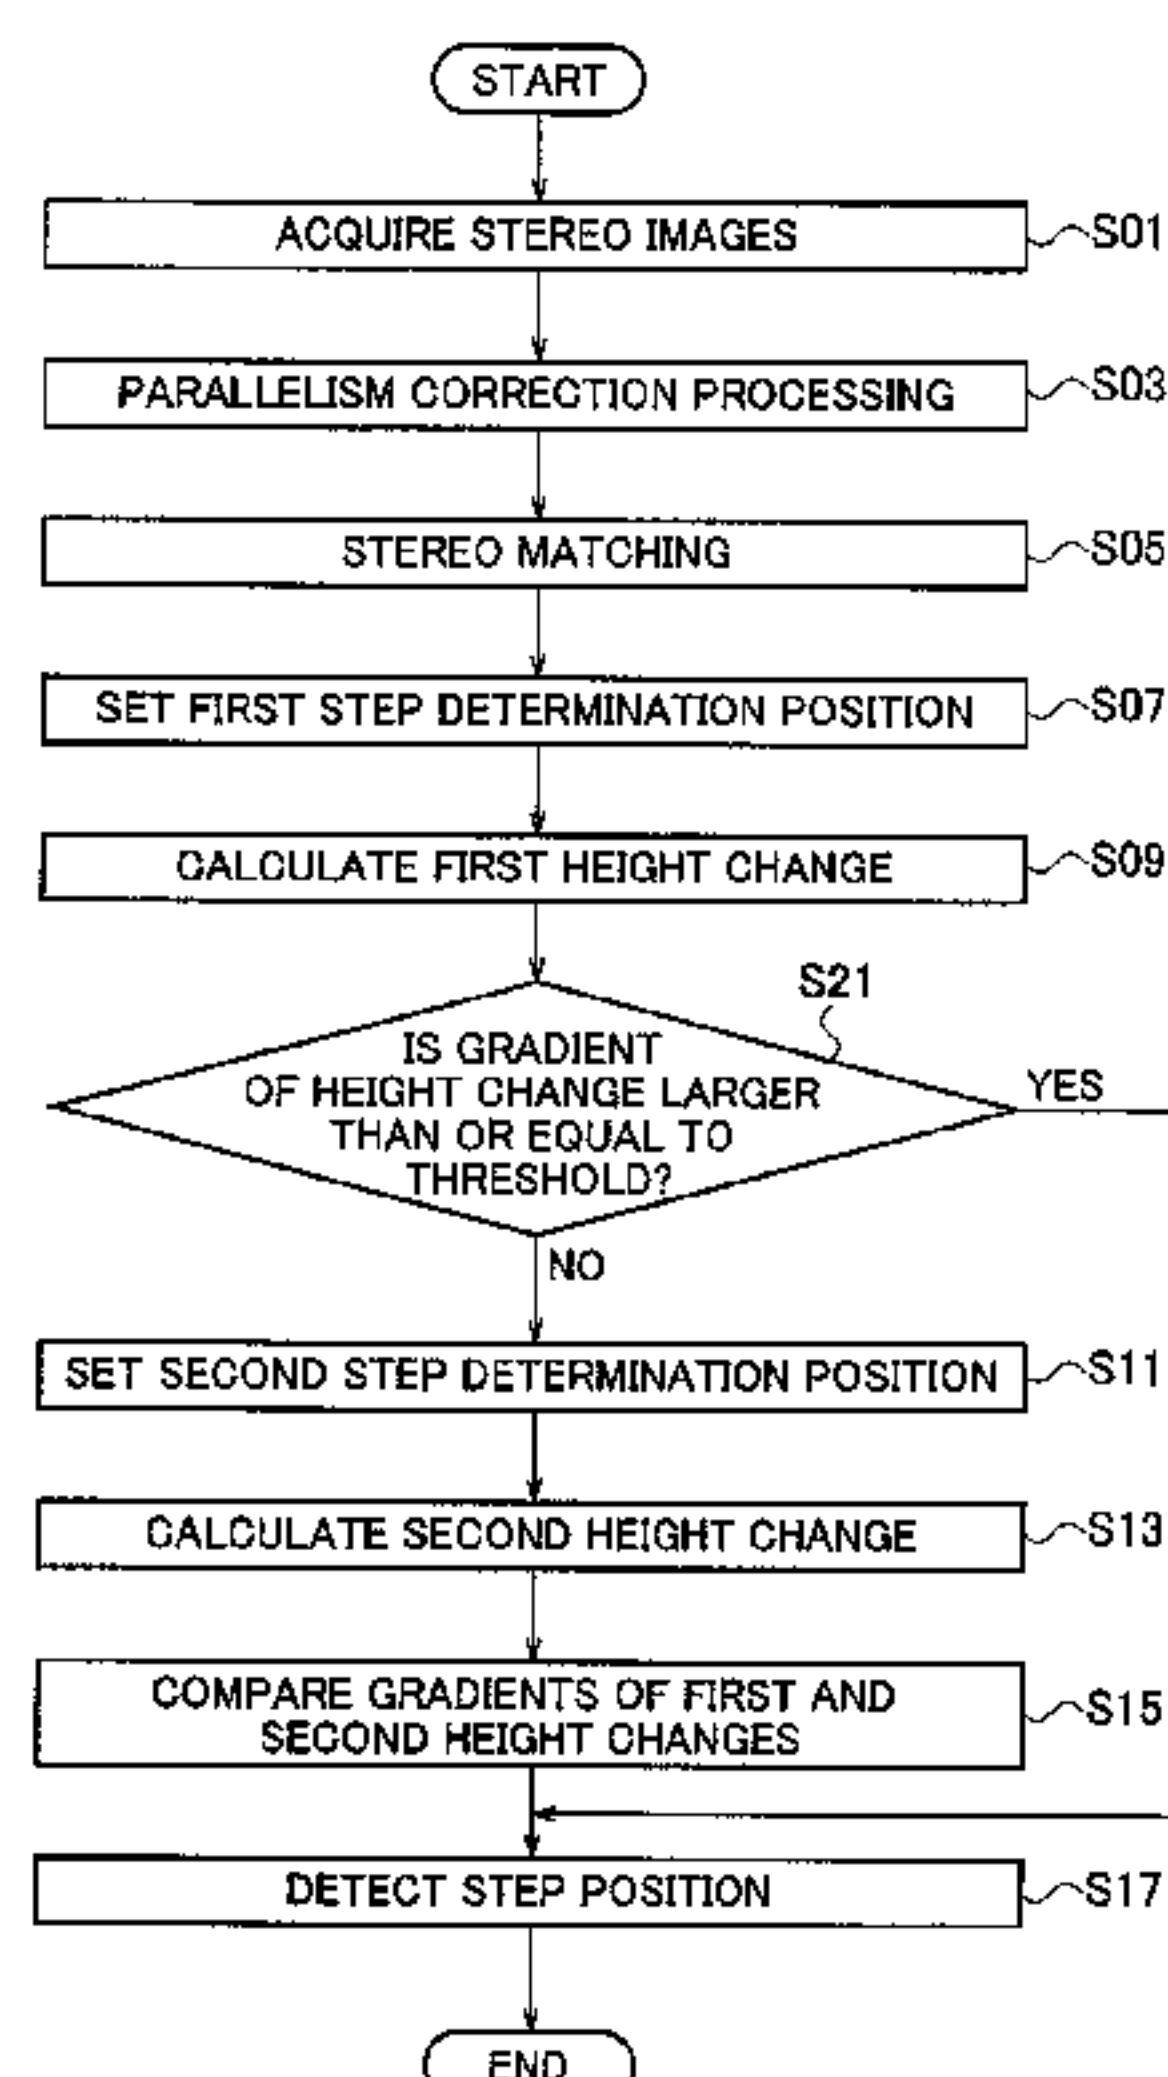 START
ACQUIRE STEREO IMAGES
S01
PARALLELISM CORRECTION PROCESSING
S03
STEREO MATCHING
S05
SET FIRST STEP DETERMINATION POSITION
S07
CALCULATE FIRST HEIGHT CHANGE
S09
S21
IS GRADIENT
OF HEIGHT CHANGE LARGER
THAN OR EQUAL TO
THRESHOLD?
YES
NO
SET SECOND STEP DETERMINATION POSITION
S11
CALCULATE SECOND HEIGHT CHANGE
S13
COMPARE GRADIENTS OF FIRST AND
SECOND HEIGHT CHANGES
S15
DETECT STEP POSITION
S17
END